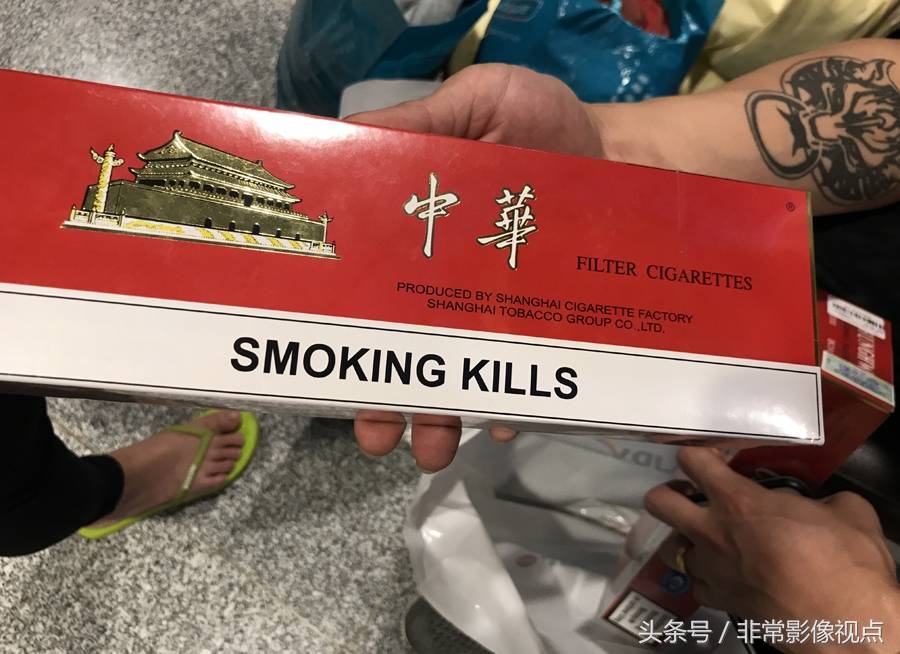 中華
FILTER CIGARETTES
PRODUCED BY SHANGHAI CIGARETTE FACTORY
SHANGHAI TOBACCO GROUP CO.,LTD.
SMOKING KILLS
®
头条号 / 非常影像视点